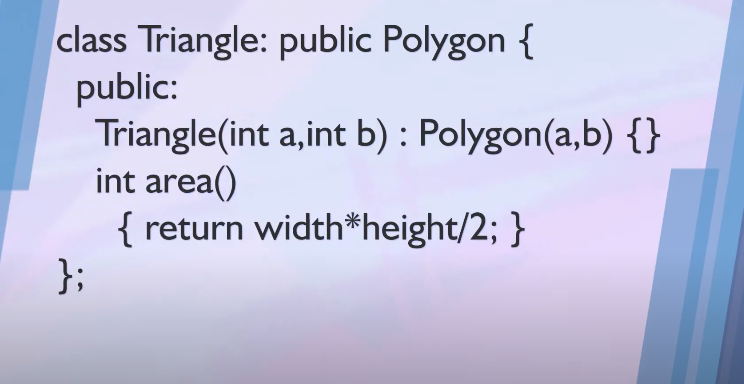 class Triangle: public Polygon {
public:
Triangle(int a,int b) : Polygon(a,b) {}
int area()
{ return width*height/2; }
};